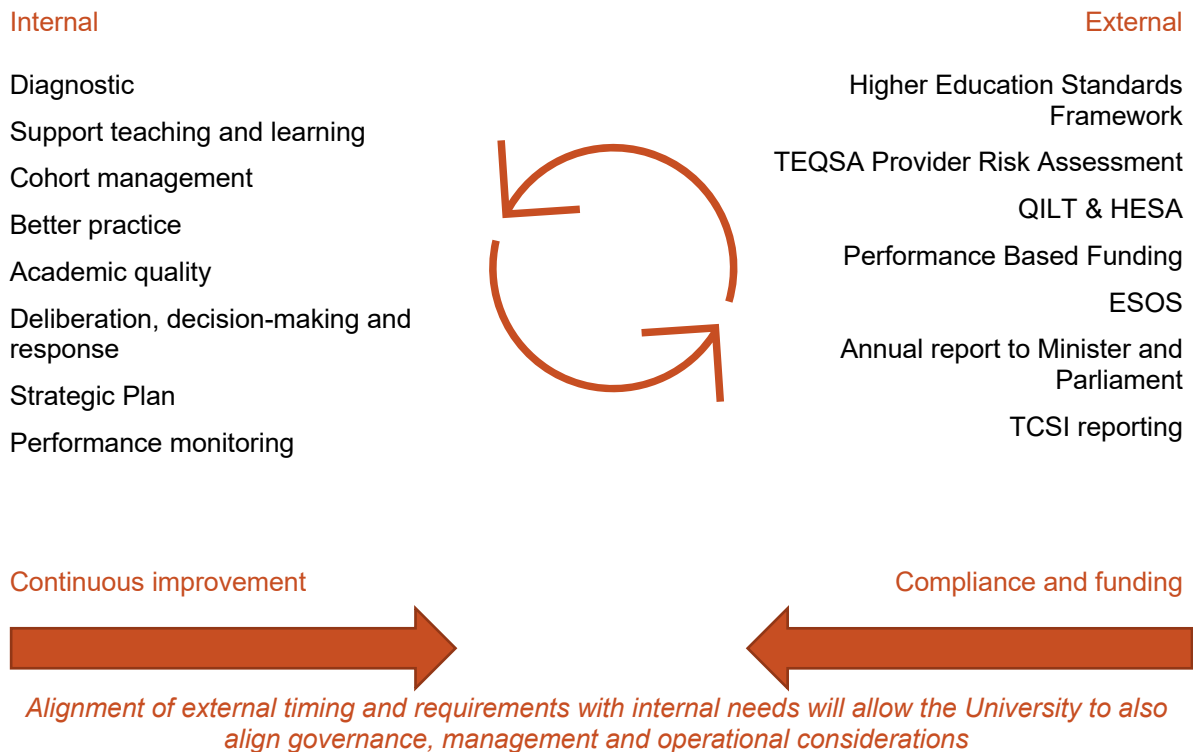 Internal
Diagnostic
Support teaching and learning
Cohort management
Better practice
Academic quality
Deliberation, decision-making and
response
Strategic Plan
Performance monitoring
External
Higher Education Standards
Framework
TEQSA Provider Risk Assessment
QILT & HESA
Performance Based Funding
ESOS
Annual report to Minister and
Parliament
TCSI reporting
Continuous improvement
Compliance and funding
Alignment of external timing and requirements with internal needs will allow the University to also
align governance, management and operational considerations